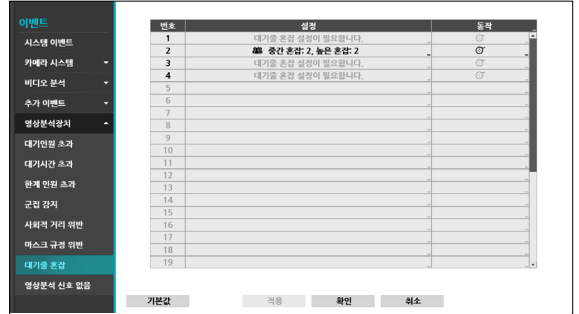 이벤트
시스템 이벤트
카메라 시스템
비디오 분석
추가 이벤트
영상분석장치
대기인원 초과
대기시간 초과
한계 인원 초과
군집 감지
사회적 거리 위반
마스크 규정 위반
대기줄 혼잡
영상분석 신호 없음
번호 설정 동작
1 대기줄 혼잡 설정이 필요합니다.
2 중간 혼잡: 2, 높은 혼잡: 2
3 대기줄 혼잡 설정이 필요합니다.
4 대기줄 혼잡 설정이 필요합니다.
5
6
7
8
9
10
11
12
13
14
15
16
17
18
19
기본값 적용 확인 취소